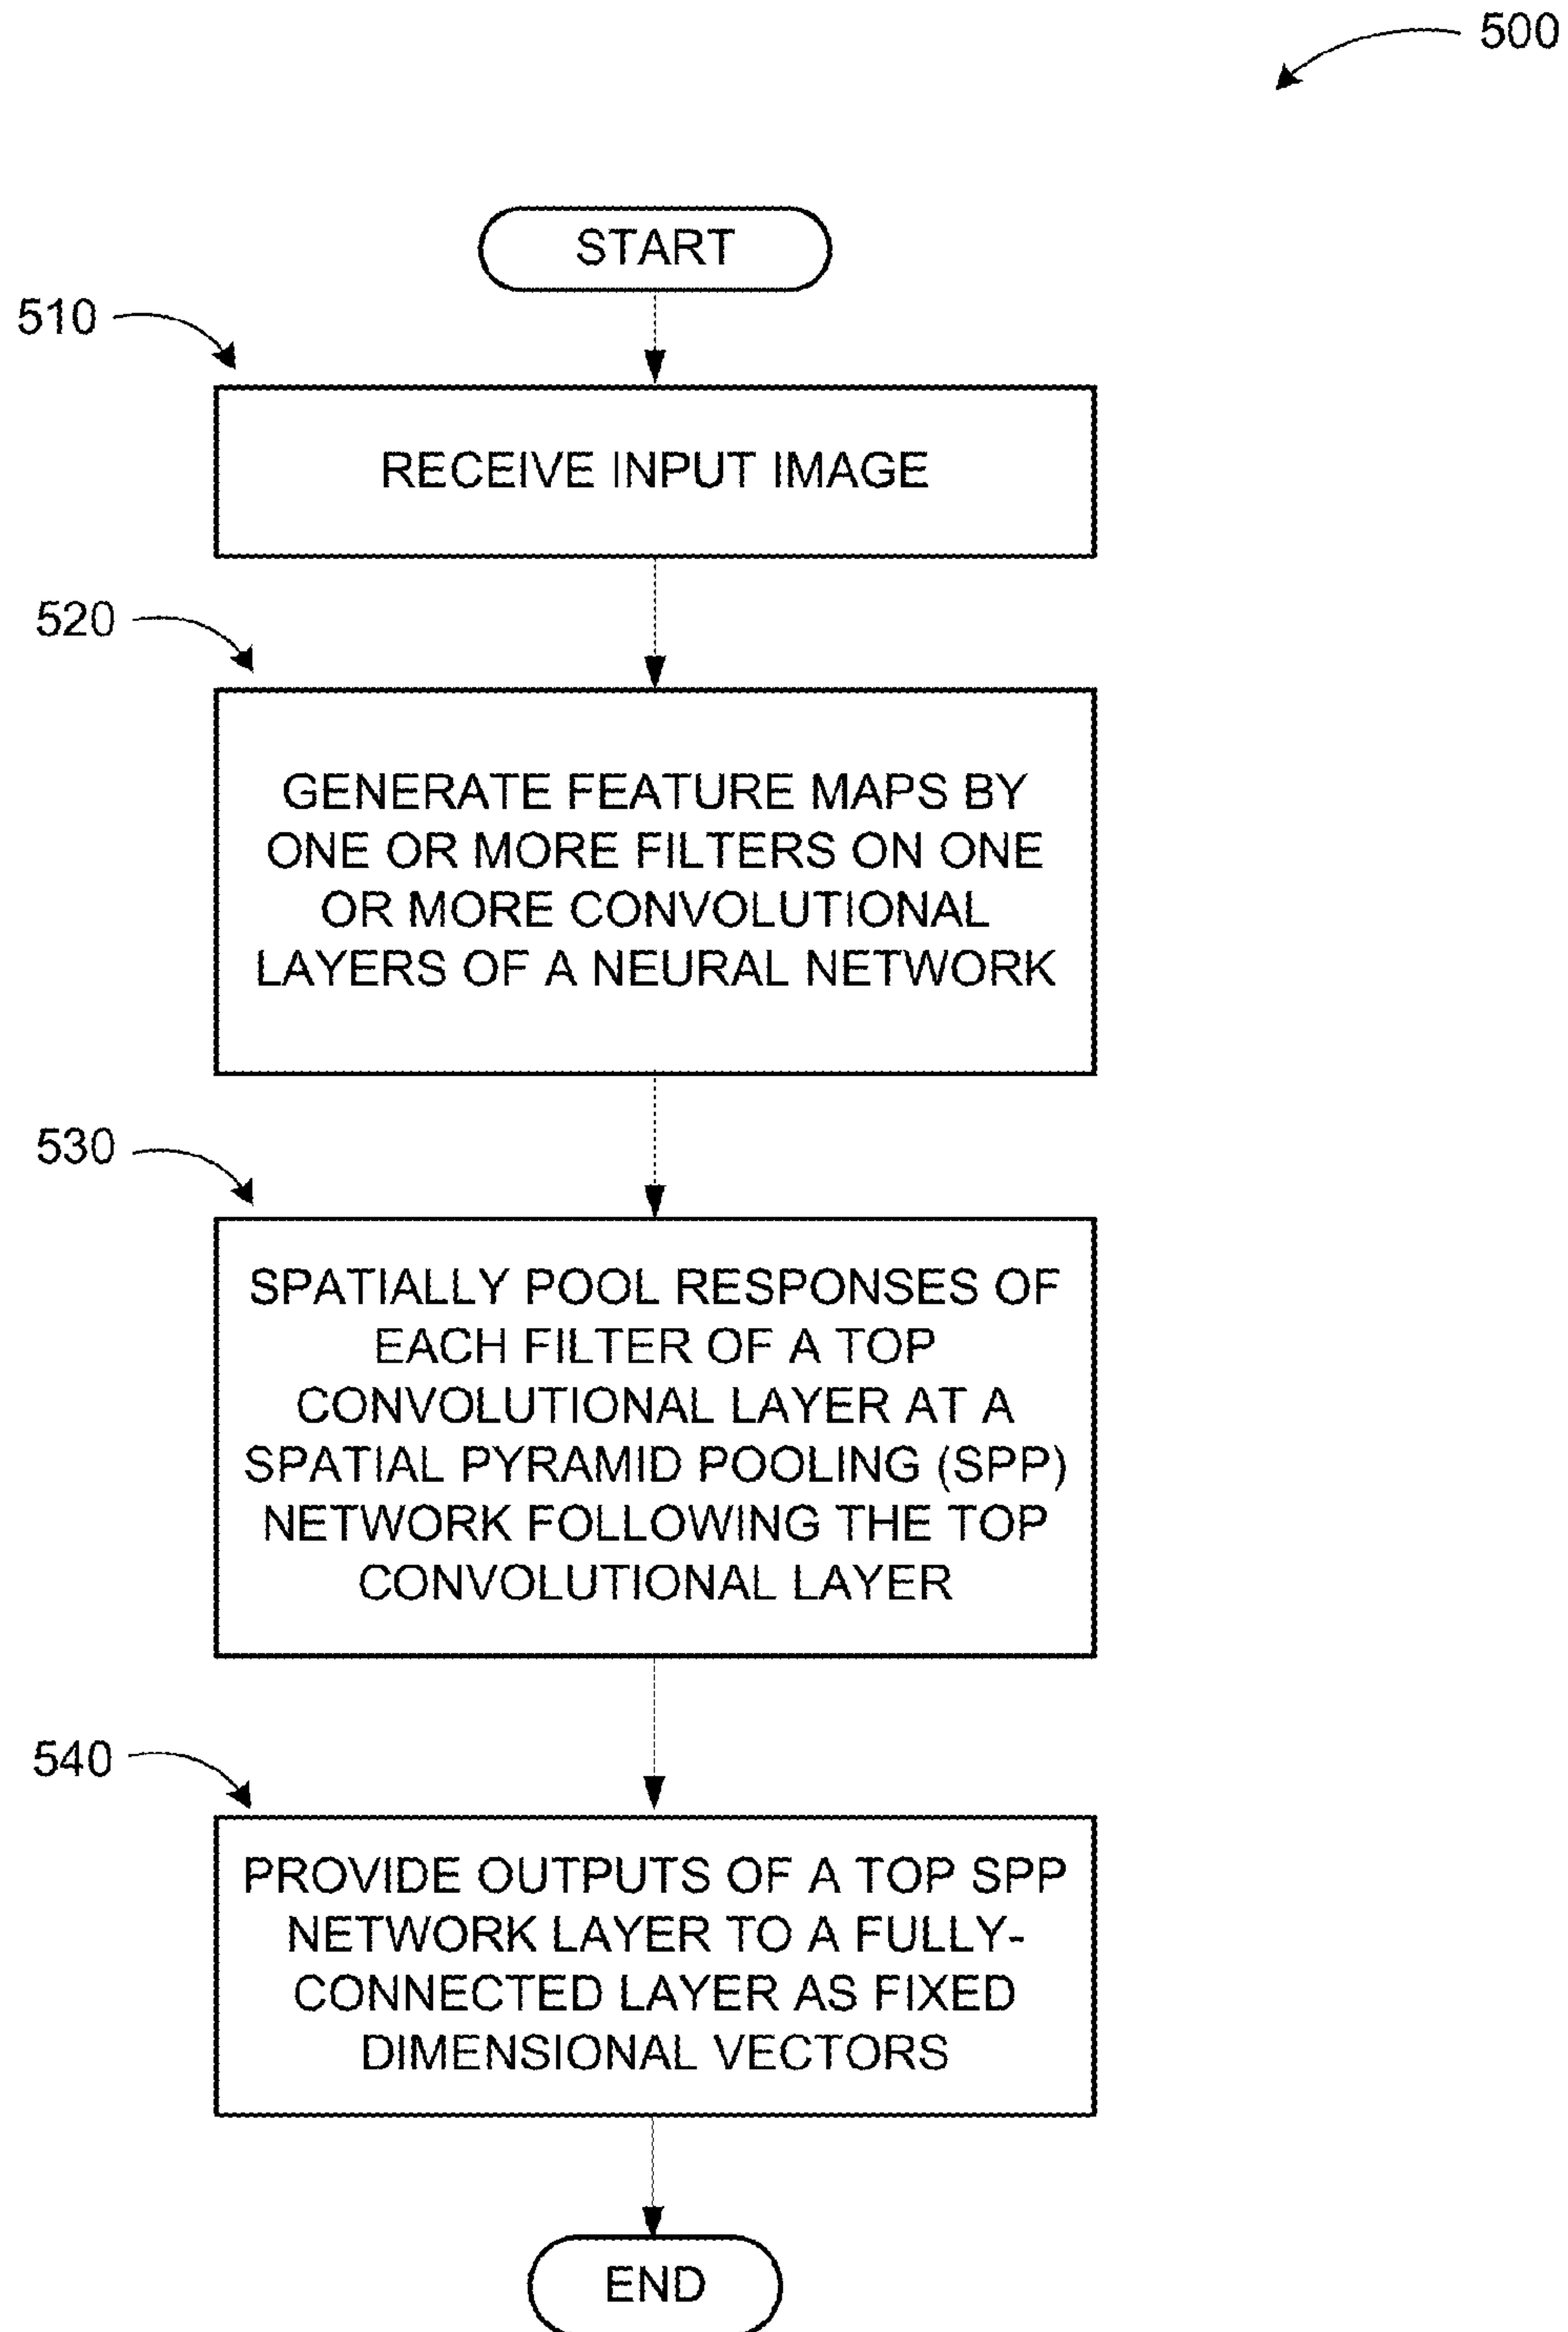 500
START
510
RECEIVE INPUT IMAGE
520
GENERATE FEATURE MAPS BY
ONE OR MORE FILTERS ON ONE
OR MORE CONVOLUTIONAL
LAYERS OF A NEURAL NETWORK
530
SPATIALLY POOL RESPONSES OF
EACH FILTER OF A TOP
CONVOLUTIONAL LAYER AT A
SPATIAL PYRAMID POOLING (SPP)
NETWORK FOLLOWING THE TOP
CONVOLUTIONAL LAYER
540
PROVIDE OUTPUTS OF A TOP SPP
NETWORK LAYER TO A FULLY-
CONNECTED LAYER AS FIXED
DIMENSIONAL VECTORS
END